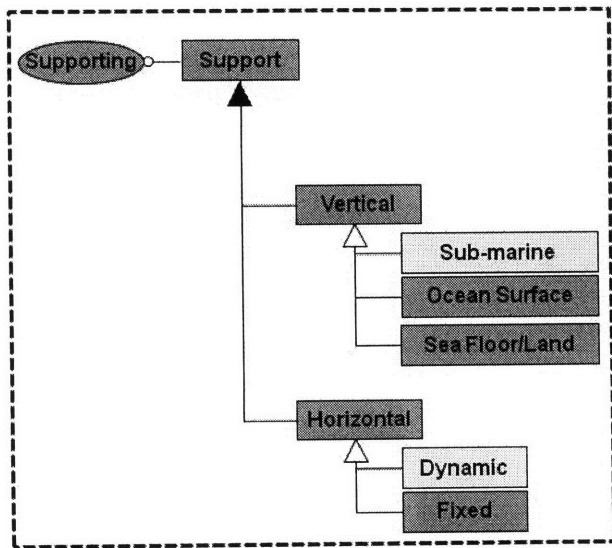 Supporting
Support
Vertical
Sub-marine
Ocean Surface
Sea Floor/Land
Horizontal
Dynamic
Fixed